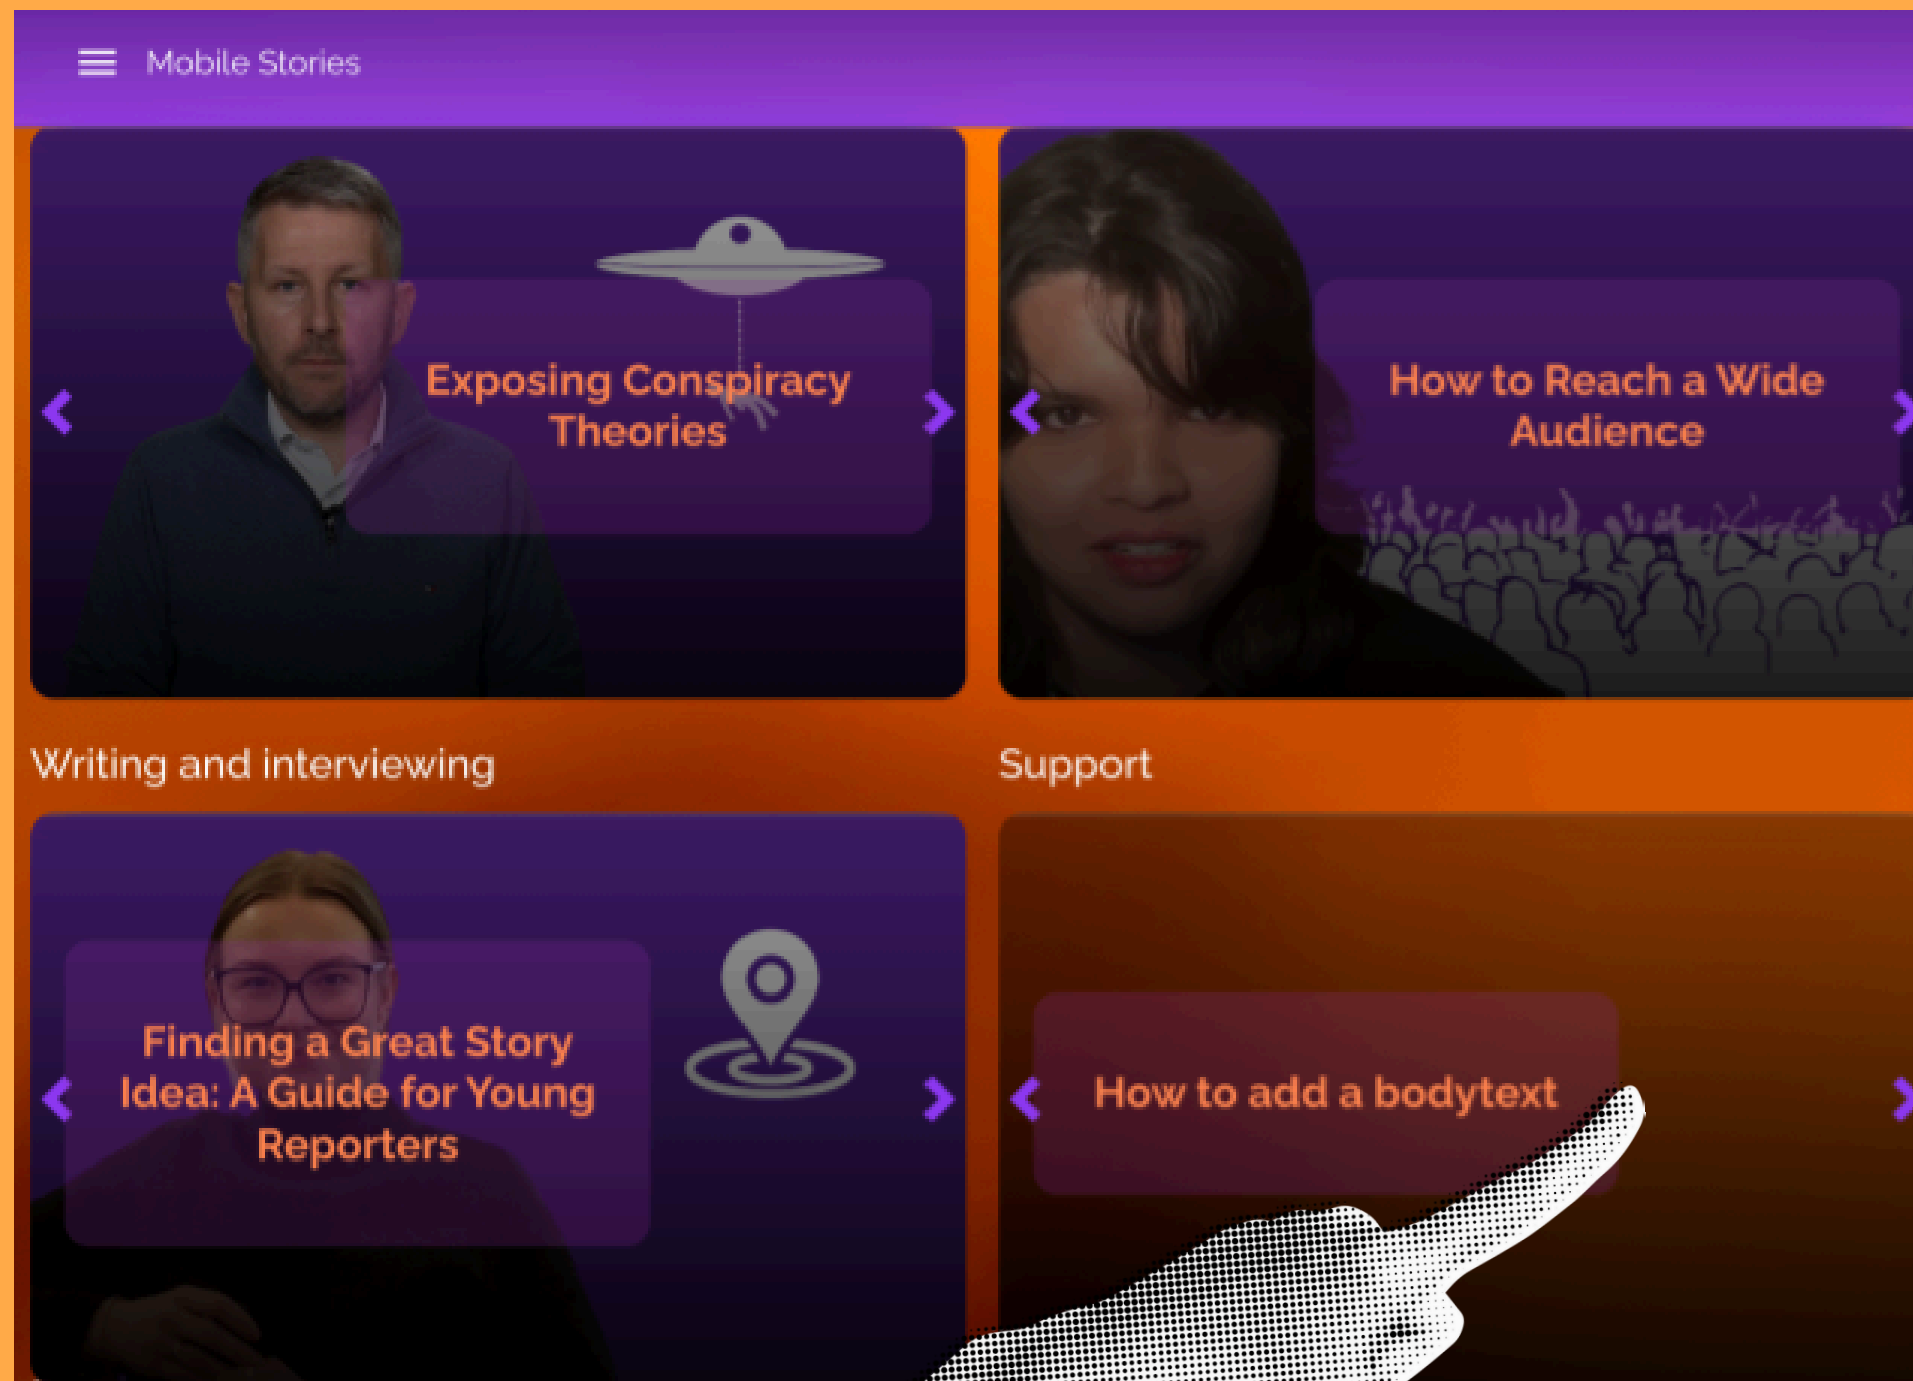 Mobile Stories
Exposing Conspiracy
Theories
How to Reach a Wide
Audience
Writing and interviewing
Support
Finding a Great Story
Idea: A Guide for Young
Reporters
How to add a bodytext